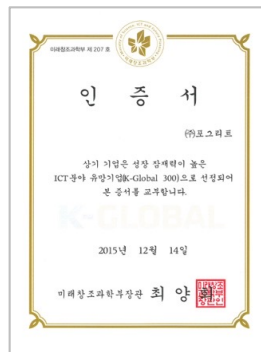 미래창조과학부 제 207 호
인 증 서
(주)로그리트
상기 기업은 성장 잠재력이 높은
ICT 분야 유망기업(K-Global 300)으로 선정되어
본 증서를 교부합니다.
K-GLOBAL
2015년 12월 14일
미래창조과학부장관 최 양